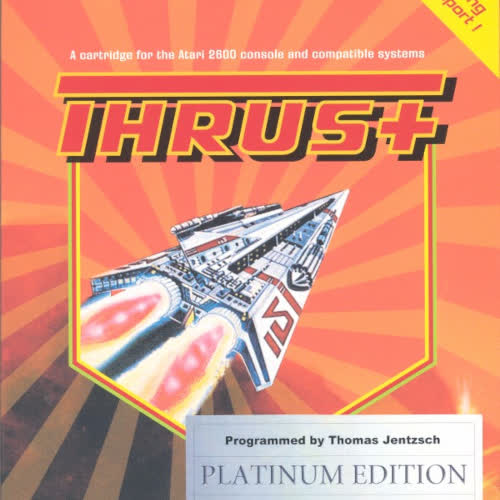 A cartridge for the Atari 2600 console and compatible systems
THRUS+
Programmed by Thomas Jentzsch
PLATINUM EDITION